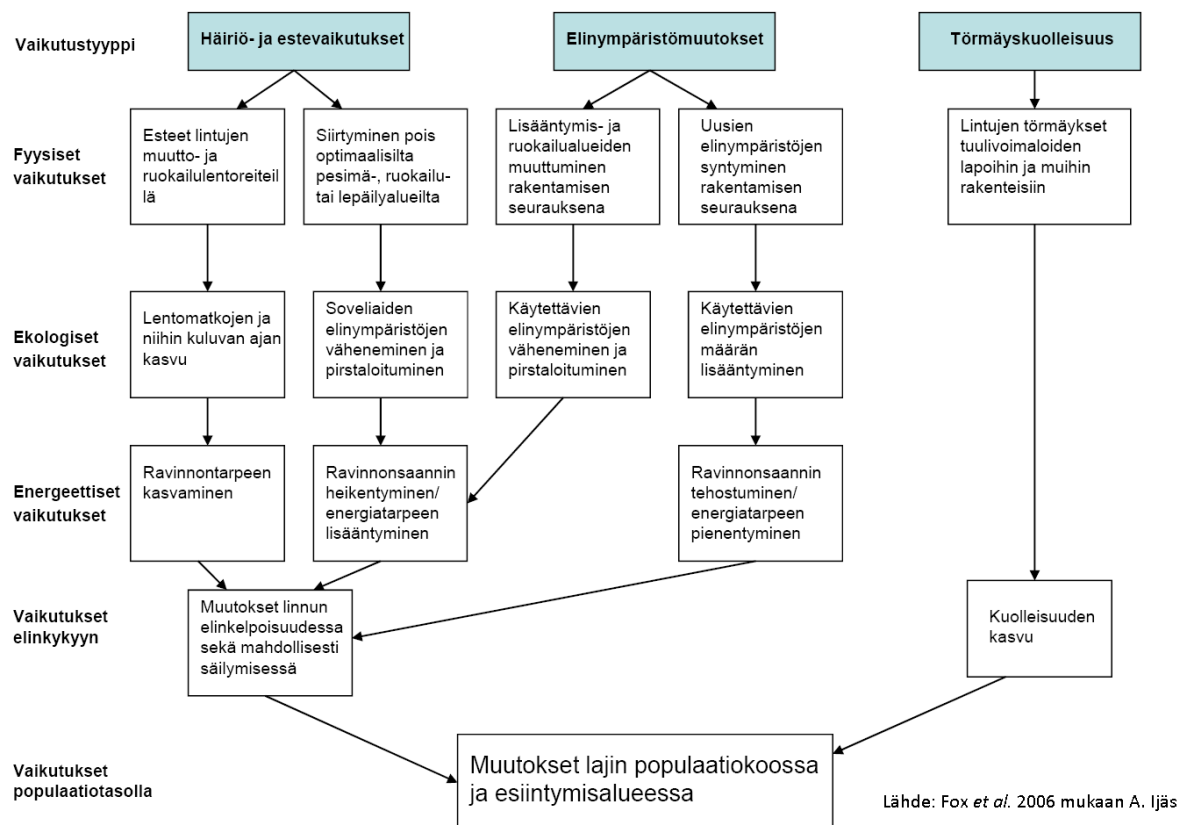 Vaikutustyyppi
Häiriö- ja estevaikutukset
Elinympäristömuutokset
Törmäyskuolleisuus
Fyysiset
vaikutukset
Esteet lintujen
muutto- ja
ruokailulentoreiteil
lä
Siirtyminen pois
optimaalisilta
pesimä-, ruokailu-
tai lepäilyalueilta
Lisääntymis- ja
ruokailualueiden
muuttuminen
rakentamisen
seurauksena
Uusien
elinympäristöjen
syntyminen
rakentamisen
seurauksena
Lintujen törmäykset
tuulivoimaloiden
lapoihin ja muihin
rakenteisiin
Ekologiset
vaikutukset
Lentomatkojen ja
niihin kuluvan ajan
kasvu
Soveliaiden
elinympäristöjen
väheneminen ja
pirstaloituminen
Käytettävien
elinympäristöjen
väheneminen ja
pirstaloituminen
Käytettävien
elinympäristöjen
määrän
lisääntyminen
Energeettiset
vaikutukset
Ravinnontarpeen
kasvaminen
Ravinnonsaannin
heikentyminen/
energiatarpeen
lisääntyminen
Ravinnonsaannin
tehostuminen/
energiatarpeen
pienentyminen
Vaikutukset
elinkykyyn
Muutokset linnun
elinkelpoisuudessa
sekä mahdollisesti
säilymisessä
Kuolleisuuden
kasvu
Vaikutukset
populaatiotasolla
Muutokset lajin populaatiokoossa
ja esiintymisalueessa
Lähde: Fox et al. 2006 mukaan A. Ijäs